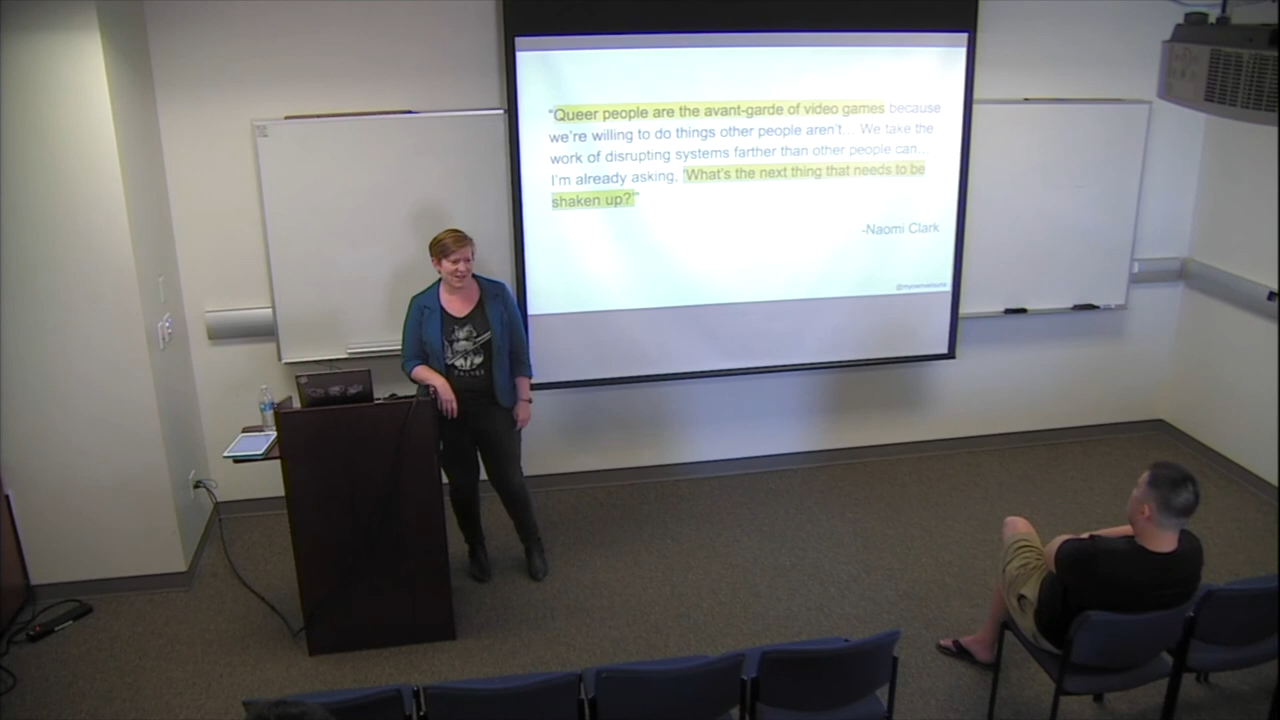 “Queer people are the avant-garde of video games because
we’re willing to do things other people aren’t... We take the
work of disrupting systems farther than other people can...
I’m already asking, ‘What’s the next thing that needs to be
shaken up?’”
-Naomi Clark